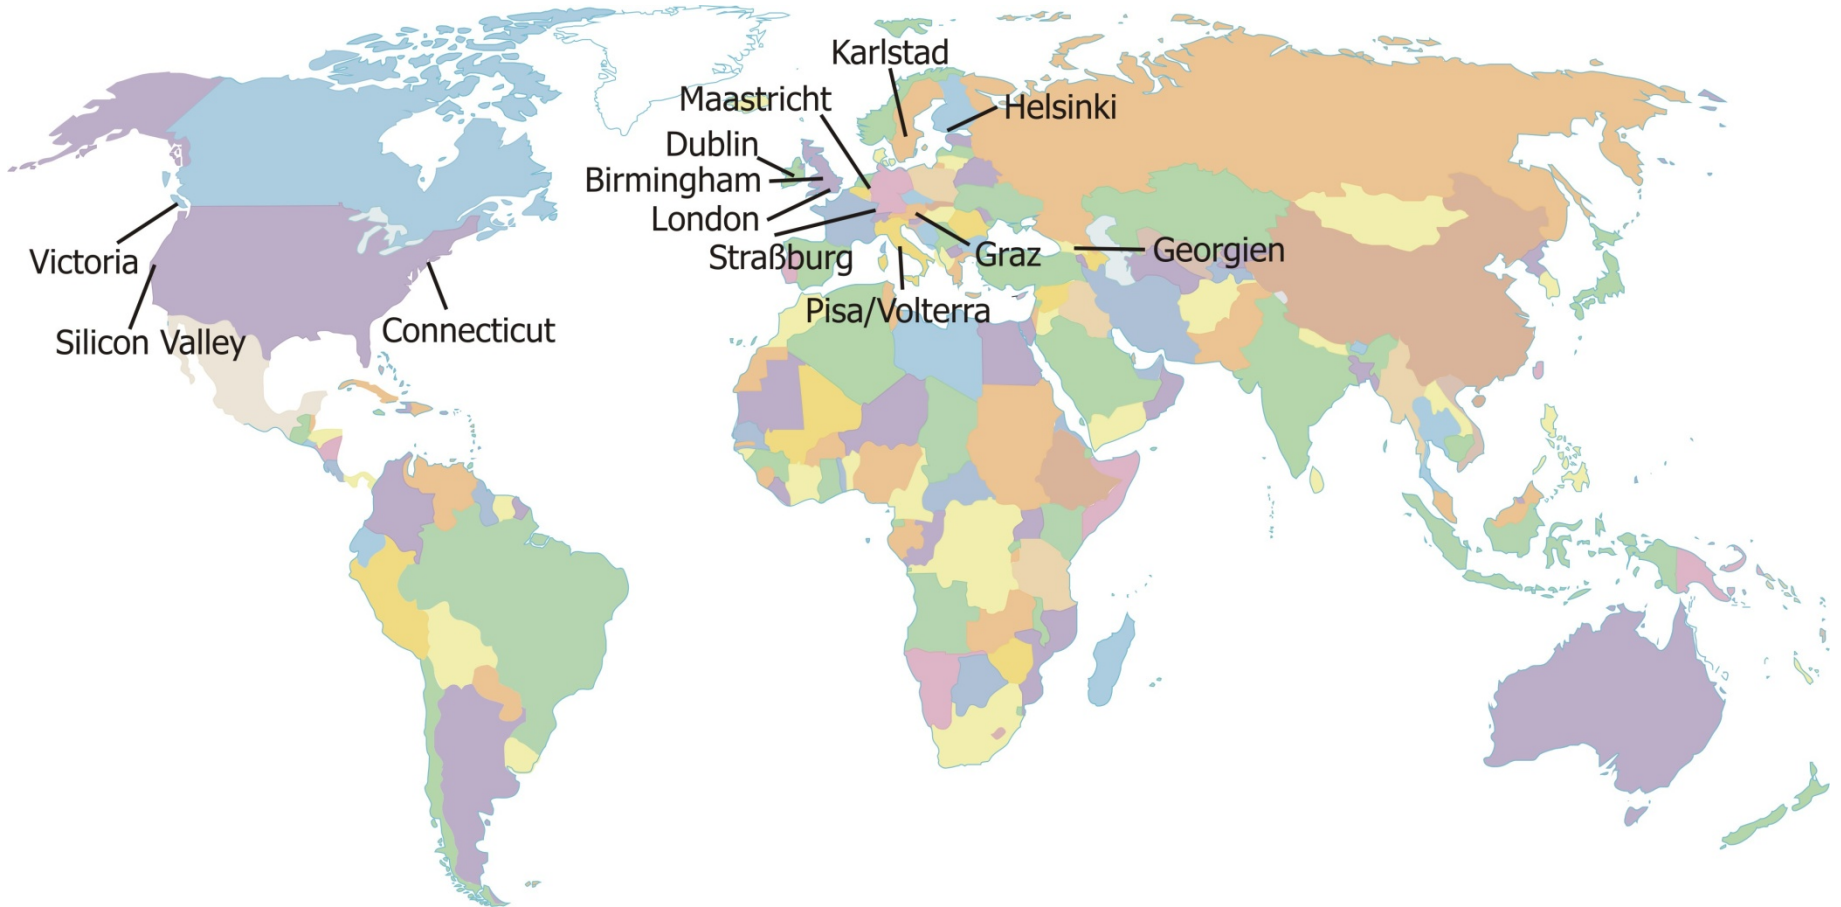 Karlstad
Maastricht
Helsinki
Dublin
Birmingham
London
Straßburg
Graz
Georgien
Victoria
Pisa/Volterra
Silicon Valley
Connecticut